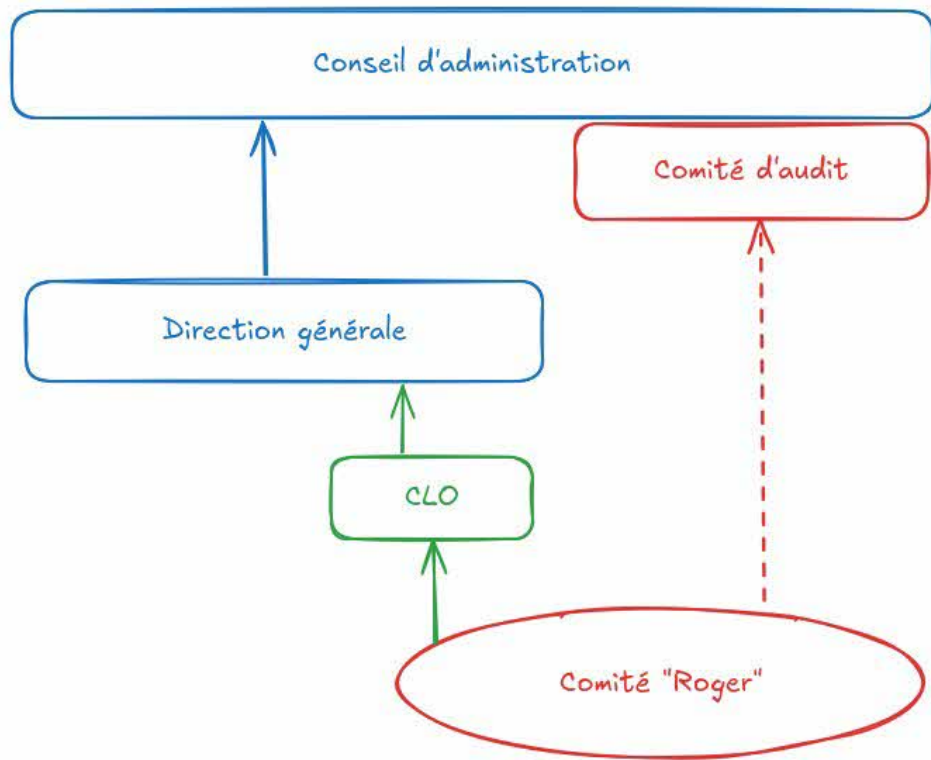 Conseil d'administration
Comité d'audit
Direction générale
CLO
Comité "Roger"